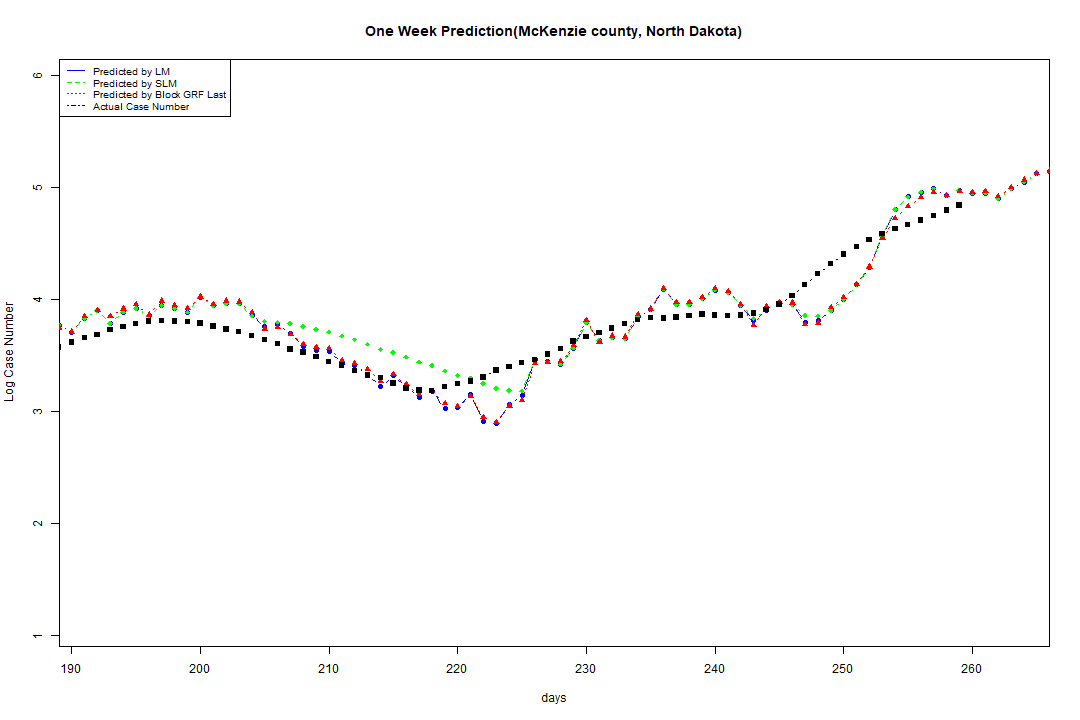 One Week Prediction(McKenzie county, North Dakota)
Predicted by LM
Predicted by SLM
Predicted by Block GRF Last
Actual Case Number
6
5
4
3
2
1
Log Case Number
190 200 210 220 230 240 250 260
days